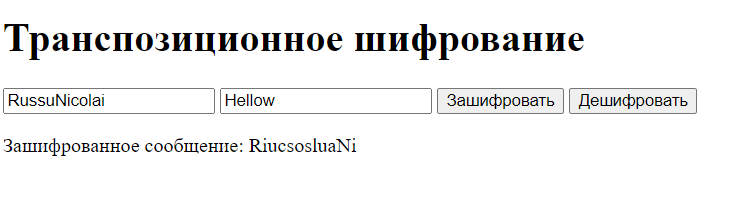 Транспозиционное шифрование
RussuNicolai Hellow Зашифровать Дешифровать
Зашифрованное сообщение: RiucsosluaNi